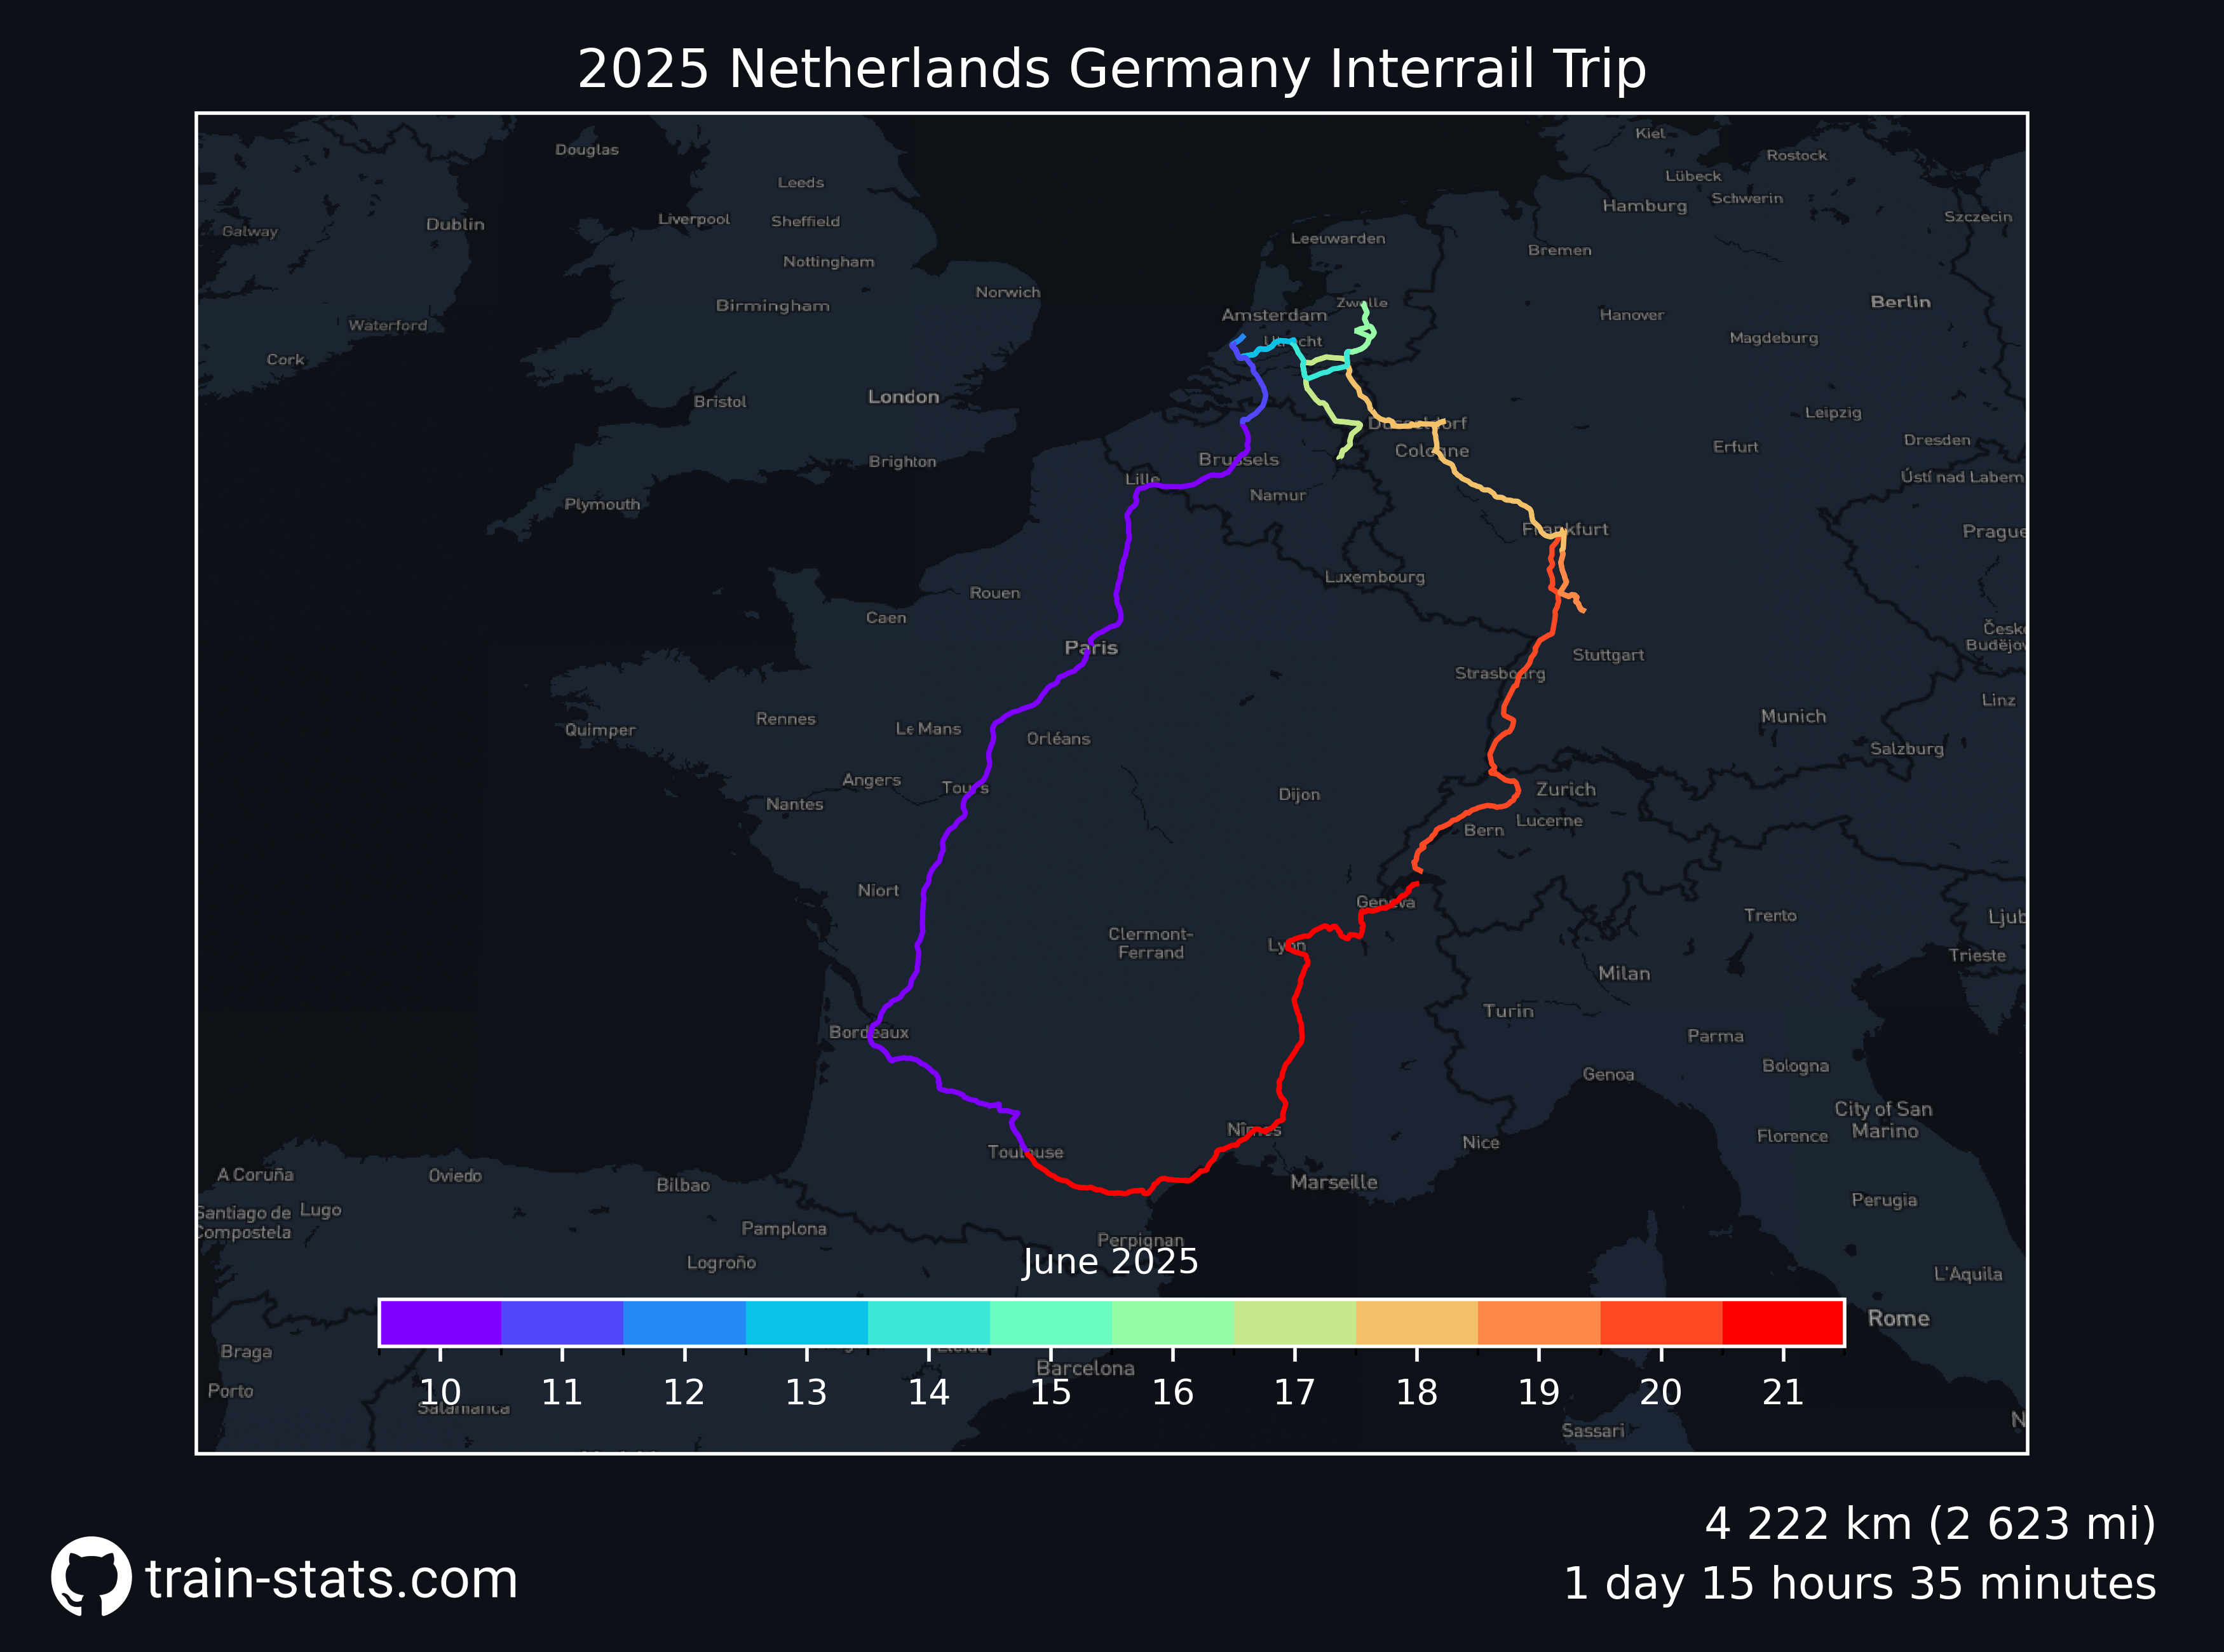 2025 Netherlands Germany Interrail Trip
Kiel
Douglas
Rostock
Lübeck
Leeds
Schwerin
Hamburg
Szczecin
Liverpool
Sheffield
Dublin
Galway
Leeuwarden
Bremen
Nottingham
Norwich
Zwolle
Berlin
Birmingham
Amsterdam
Hanover
Waterford
Utrecht
Magdeburg
Cork
London
Bristol
Leipzig
Düsseldorf
Dresden
Erfurt
Cologne
Brussels
Brighton
Lille
Ústí nad Labem
Namur
Plymouth
Frankfurt
Prague
Luxembourg
Rouen
Caen
České
Budějov
Paris
Stuttgart
Strasbourg
Linz
Munich
Rennes
Quimper
Le Mans
Orléans
Salzburg
Angers
Tours
Zurich
Dijon
Nantes
Lucerne
Bern
Niort
Geneva
Trento
Ljub
Clermont-
Ferrand
Lyon
Trieste
Milan
Turin
Bordeaux
Parma
Bologna
Genoa
City of San
Marino
Nîmes
Florence
Nice
Toulouse
A Coruña
Oviedo
Bilbao
Marseille
Perugia
Lugo
Santiago de
Compostela
Pamplona
Perpignan
Logroño
June 2025
L'Aquila
Rome
Braga
Barcelona
Porto
Salamanca
Sassari
10 11 12 13 14 15 16 17 18 19 20 21
4 222 km (2 623 mi)
1 day 15 hours 35 minutes
train-stats.com